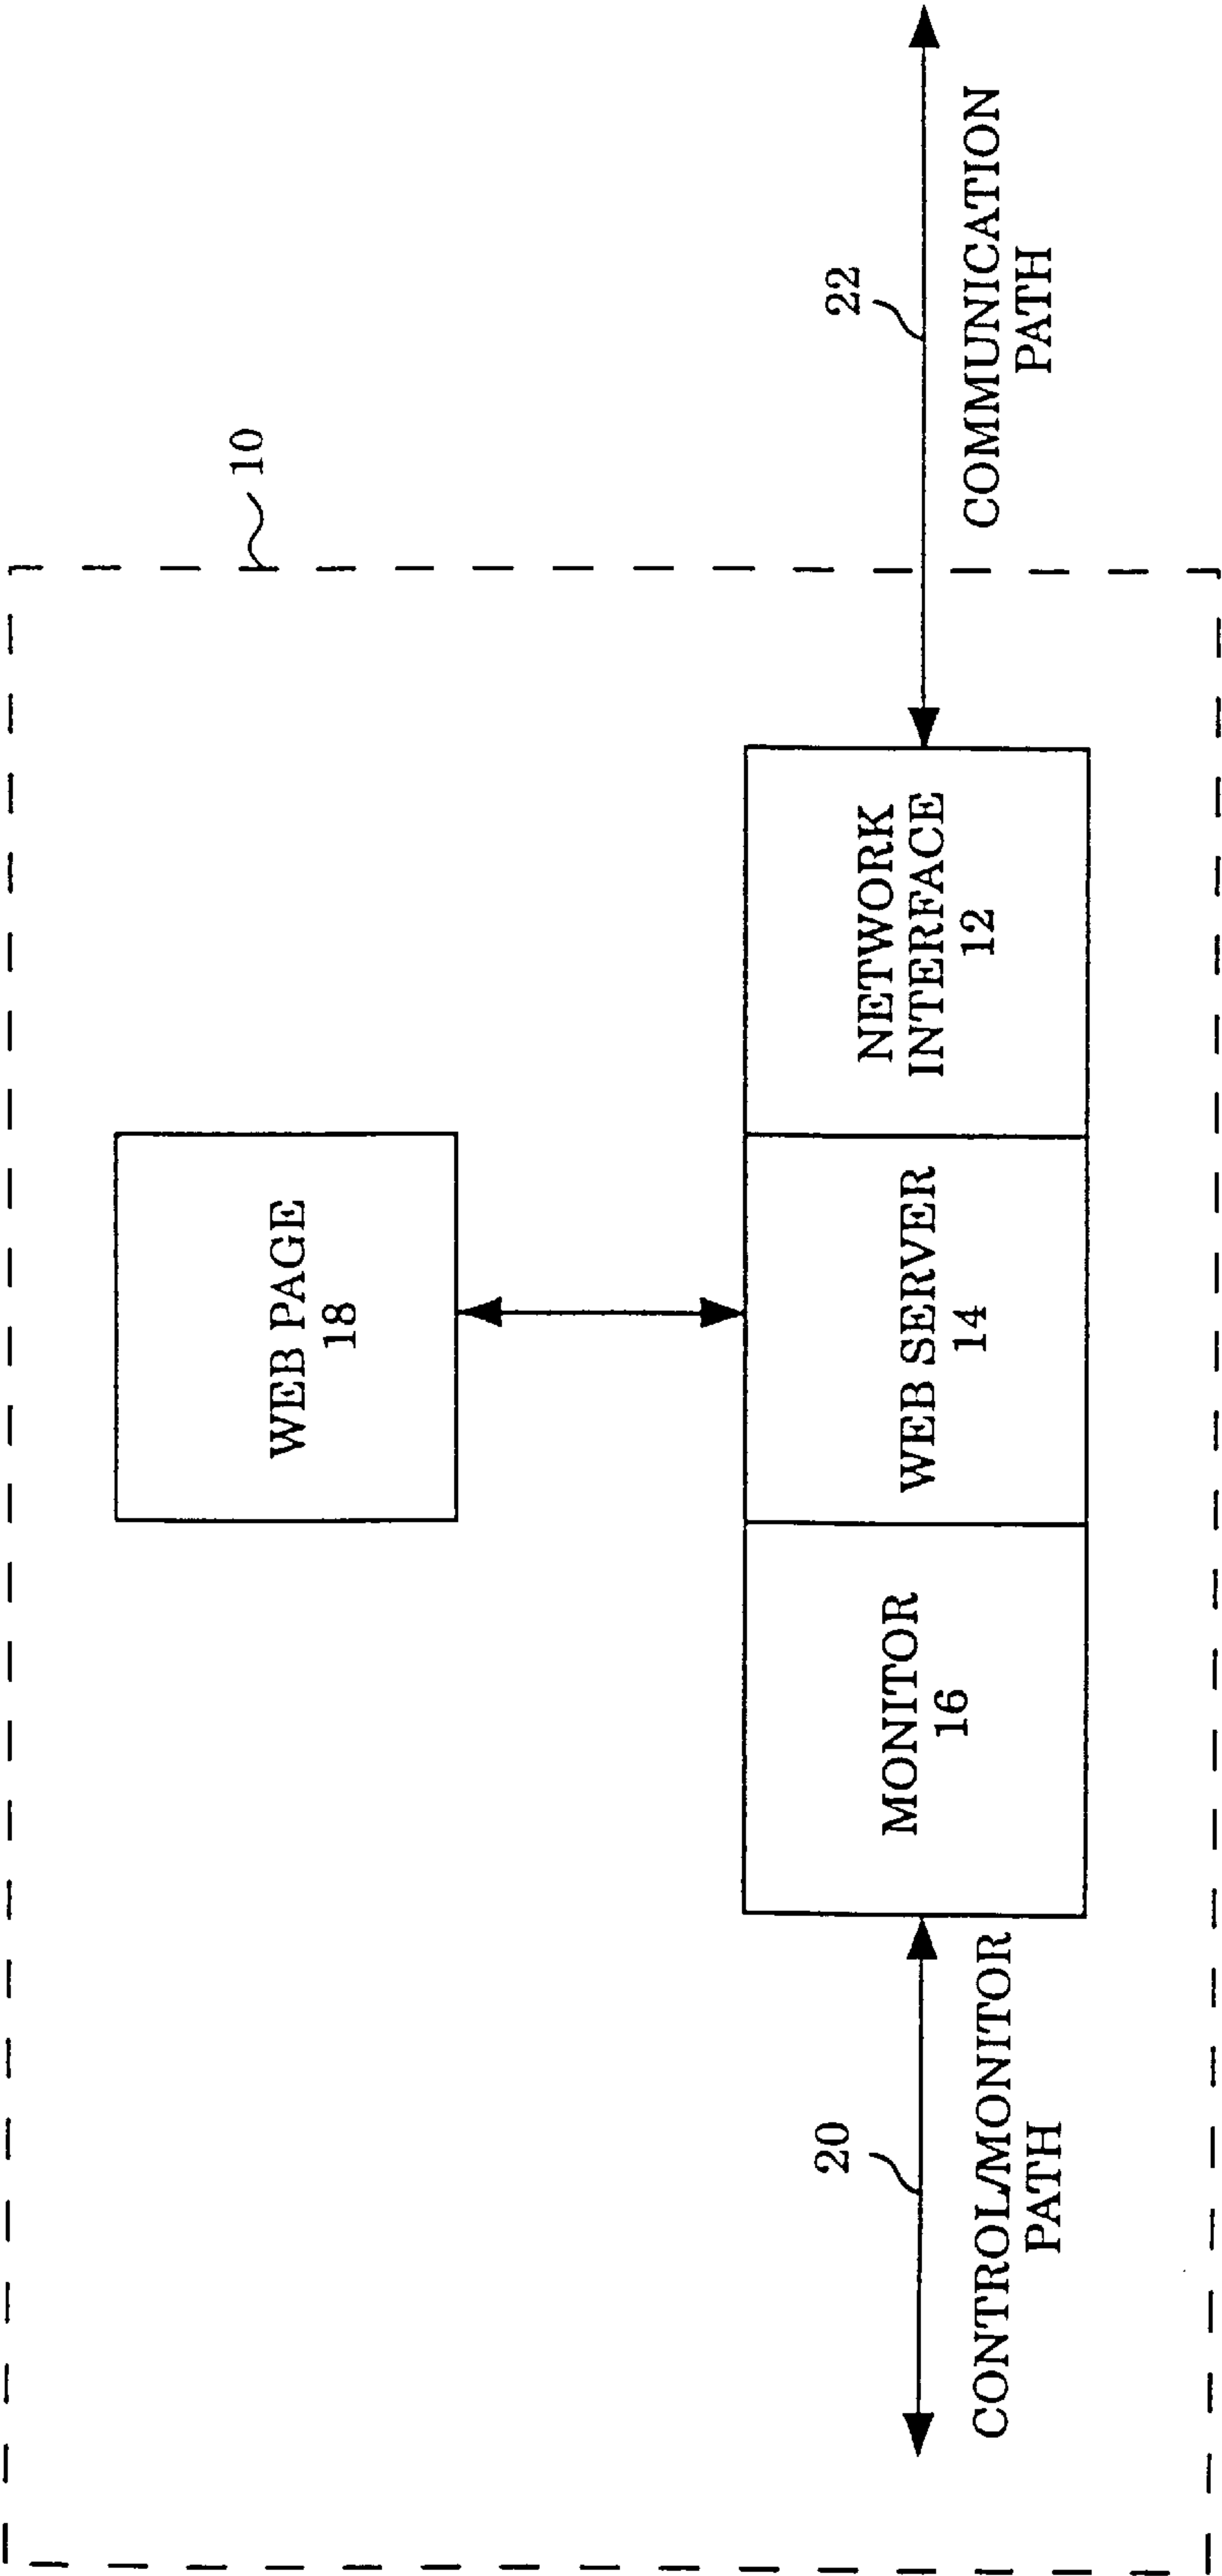 10
WEB PAGE
18
20
CONTROL/MONITOR
PATH
MONITOR
16
WEB SERVER
14
NETWORK
INTERFACE
12
22
COMMUNICATION
PATH